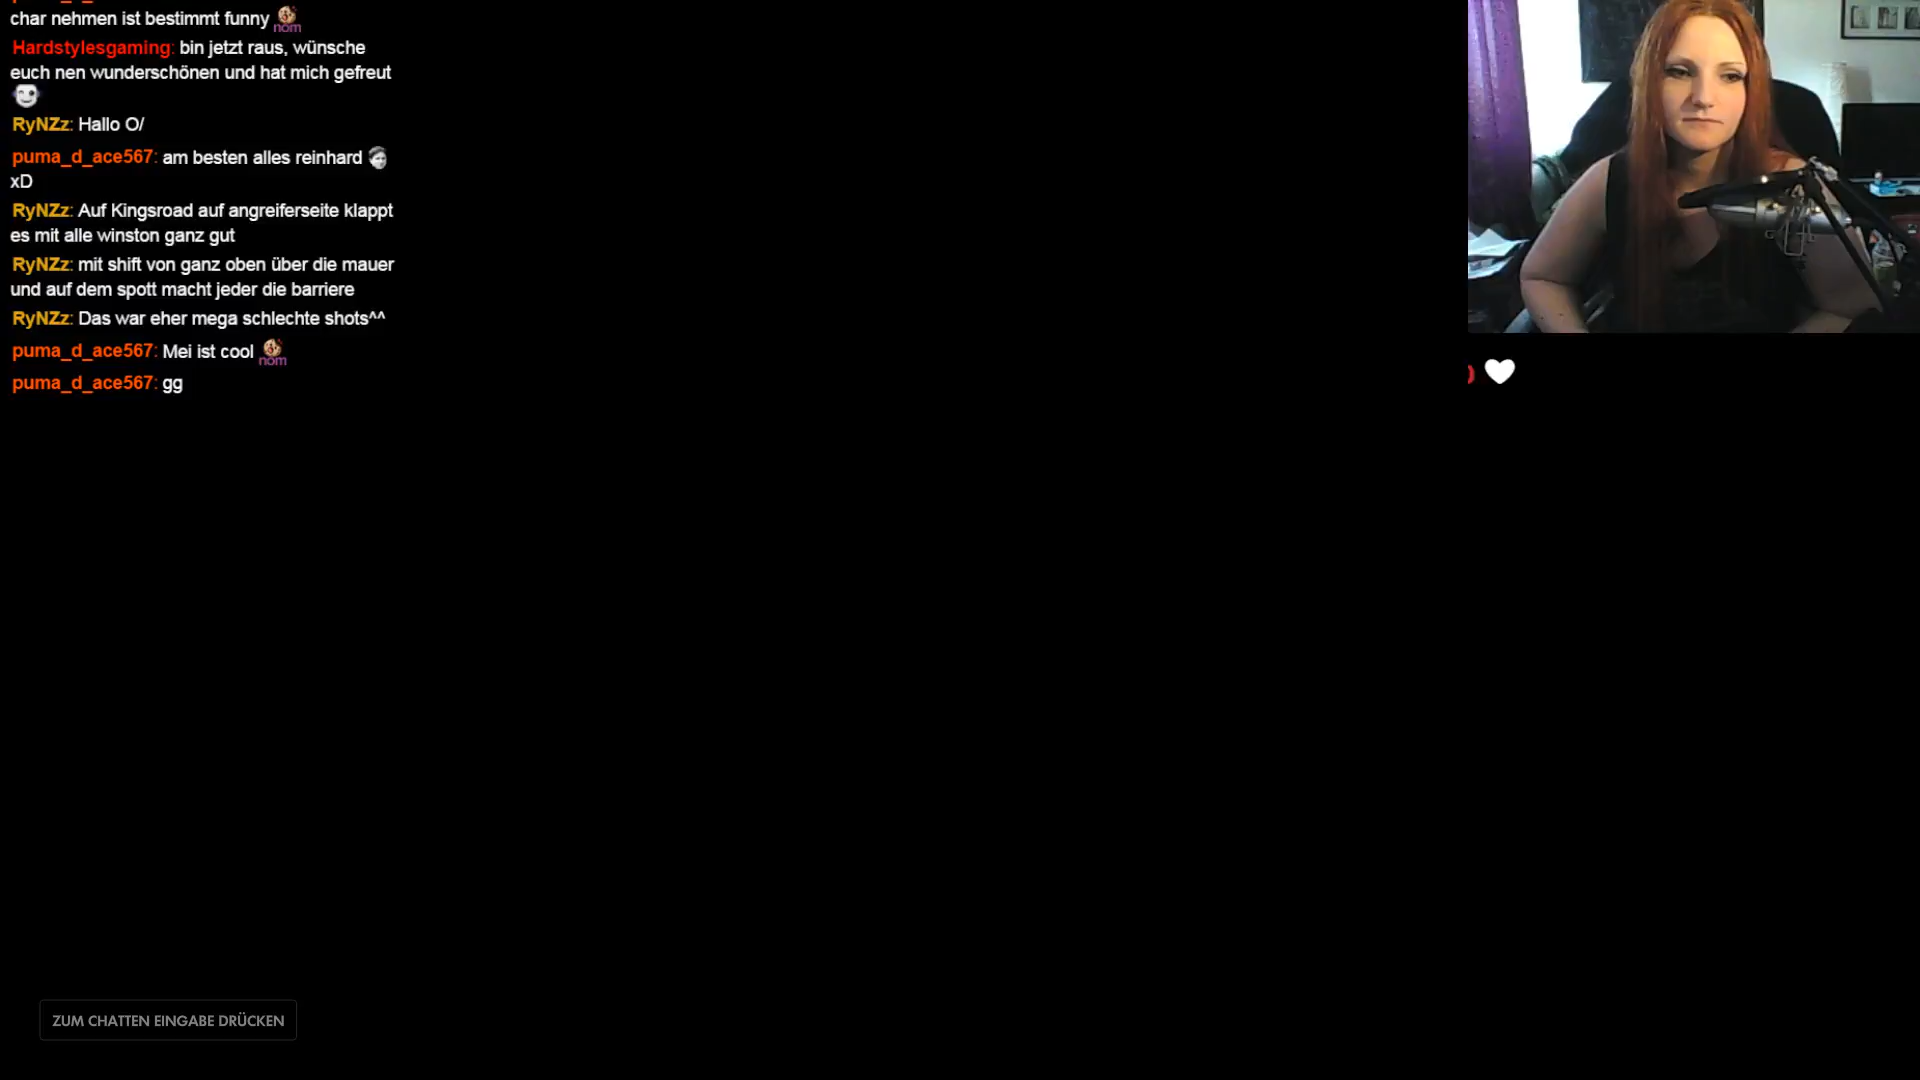 char nehmen ist bestimmt funny nom
Hardstylesgaming: bin jetzt raus, wünsche
euch nen wunderschönen und hat mich gefreut
RyNZz: Hallo O/
puma_d_ace567: am besten alles reinhard
xD
RyNZz: Auf Kingsroad auf angreiferseite klappt
es mit alle winston ganz gut
RyNZz: mit shift von ganz oben über die mauer
und auf dem spott macht jeder die barriere
RyNZz: Das war eher mega schlechte shots^^
puma_d_ace567: Mei ist cool nom
puma_d_ace567: gg
ZUM CHATTEN EINGABE DRÜCKEN